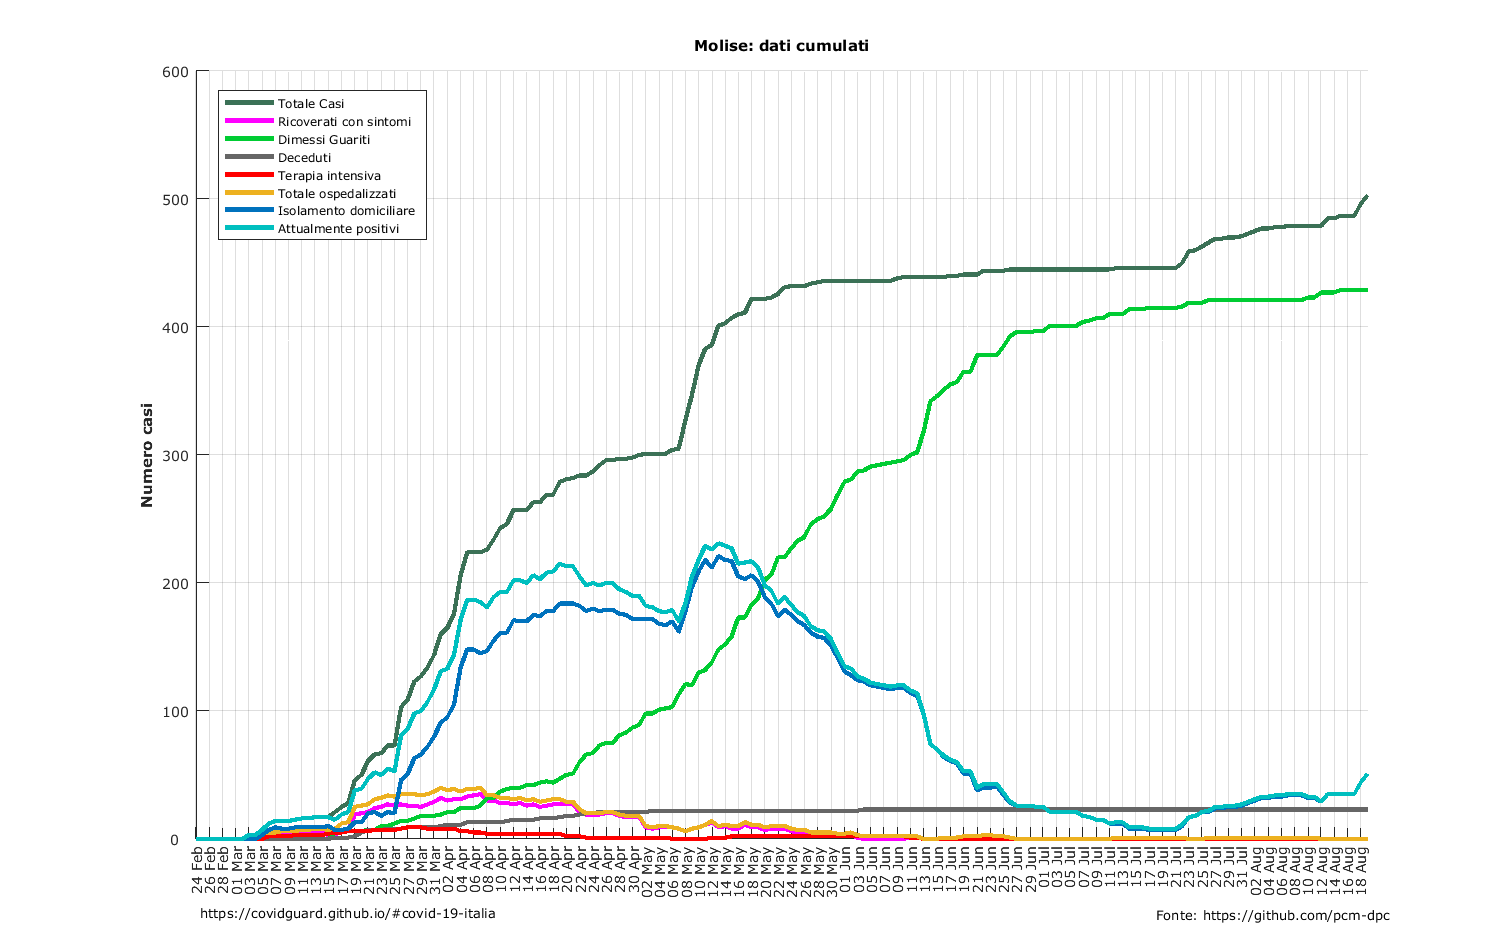 Molise: dati cumulati
600
500
400
300
200
100
0
Numero casi
Totale Casi
Ricoverati con sintomi
Dimessi Guariti
Deceduti
Terapia intensiva
Totale ospedalizzati
Isolamento domiciliare
Attualmente positivi
24 Feb
26 Feb
28 Feb
01 Mar
03 Mar
05 Mar
07 Mar
09 Mar
11 Mar
13 Mar
15 Mar
17 Mar
19 Mar
21 Mar
23 Mar
25 Mar
27 Mar
29 Mar
31 Mar
02 Apr
04 Apr
06 Apr
08 Apr
10 Apr
12 Apr
14 Apr
16 Apr
18 Apr
20 Apr
22 Apr
24 Apr
26 Apr
28 Apr
30 Apr
02 May
04 May
06 May
08 May
10 May
12 May
14 May
16 May
18 May
20 May
22 May
24 May
26 May
28 May
30 May
01 Jun
03 Jun
05 Jun
07 Jun
09 Jun
11 Jun
13 Jun
15 Jun
17 Jun
19 Jun
21 Jun
23 Jun
25 Jun
27 Jun
29 Jun
01 Jul
03 Jul
05 Jul
07 Jul
09 Jul
11 Jul
13 Jul
15 Jul
17 Jul
19 Jul
21 Jul
23 Jul
25 Jul
27 Jul
29 Jul
31 Jul
02 Aug
04 Aug
06 Aug
08 Aug
10 Aug
12 Aug
14 Aug
16 Aug
18 Aug
https://covidguard.github.io/#covid-19-italia
Fonte: https://github.com/pcm-dpc